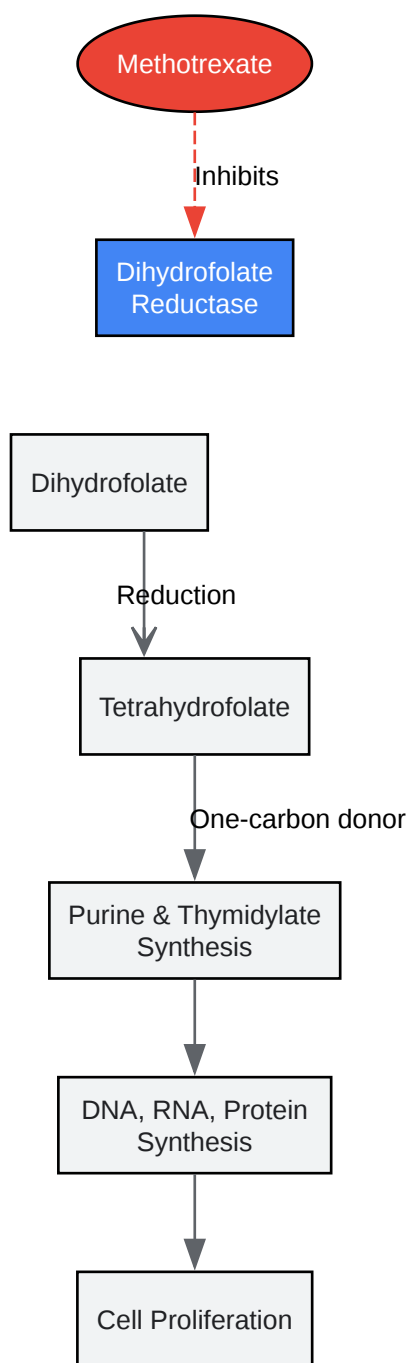 Methotrexate
Inhibits
Dihydrofolate
Reductase
Dihydrofolate
Reduction
Tetrahydrofolate
One-carbon donor
Purine & Thymidylate
Synthesis
DNA, RNA, Protein
Synthesis
Cell Proliferation